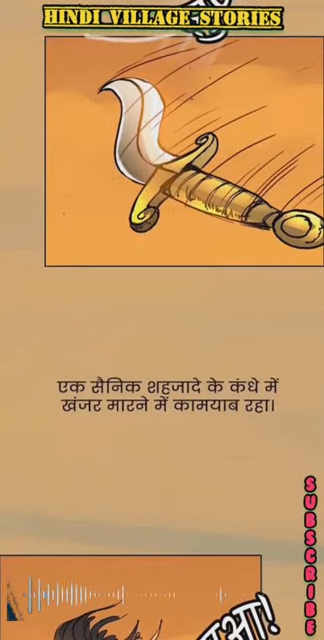 HINDI VILLAGE STORIES
एक सैनिक शहजादे के कंधे में
खंजर मारने में कामयाब रहा।
SUBSCRIBE